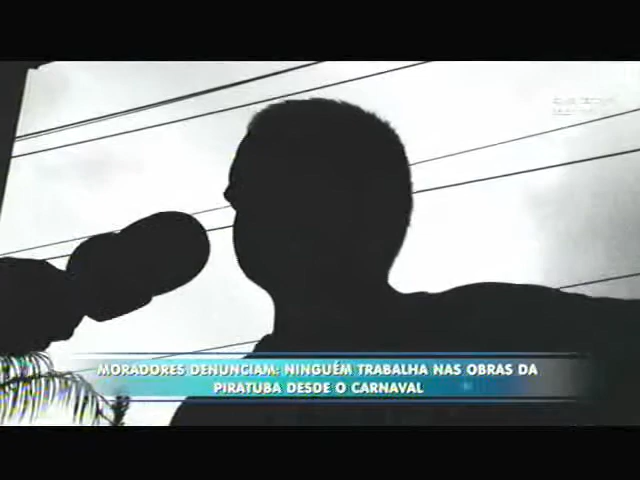 MORADORES DENUNCIAM: NINGUÉM TRABALHA NAS OBRAS DA
PIRATUBA DESDE O CARNAVAL